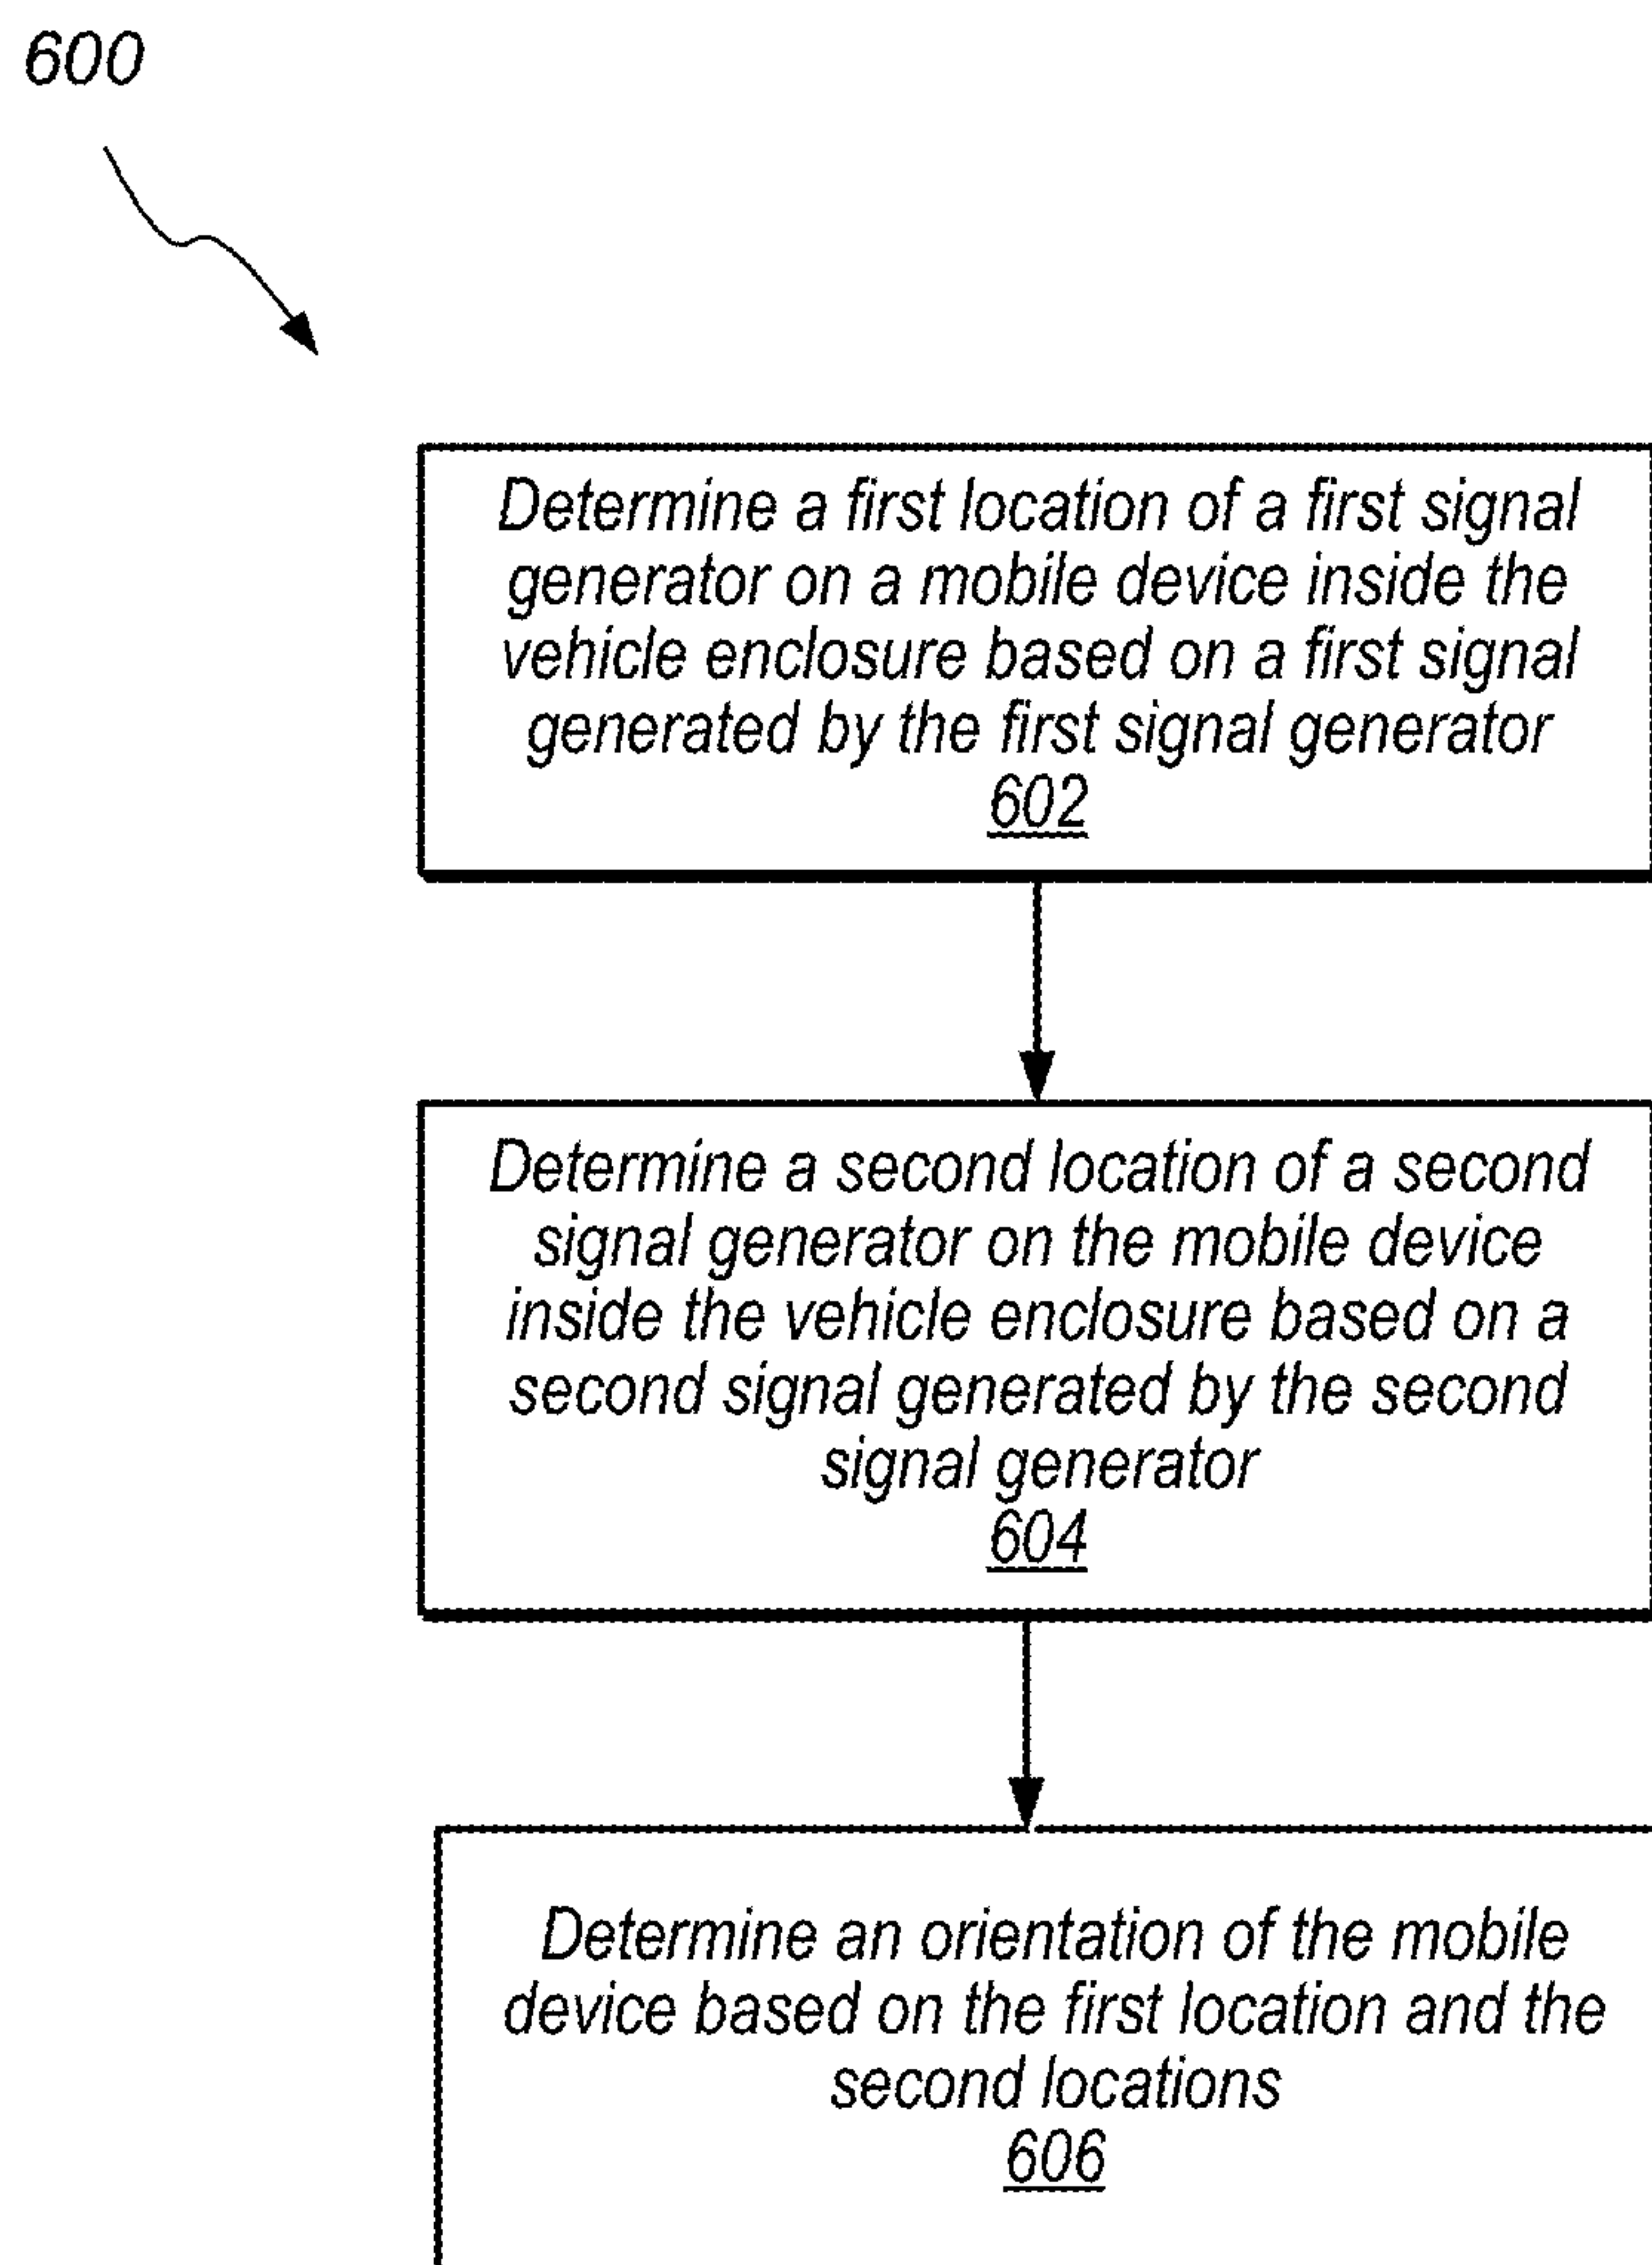 600
Determine a first location of a first signal
generator on a mobile device inside the
vehicle enclosure based on a first signal
generated by the first signal generator
602
Determine a second location of a second
signal generator on the mobile device
inside the vehicle enclosure based on a
second signal generated by the second
signal generator
604
Determine an orientation of the mobile
device based on the first location and the
second locations
606